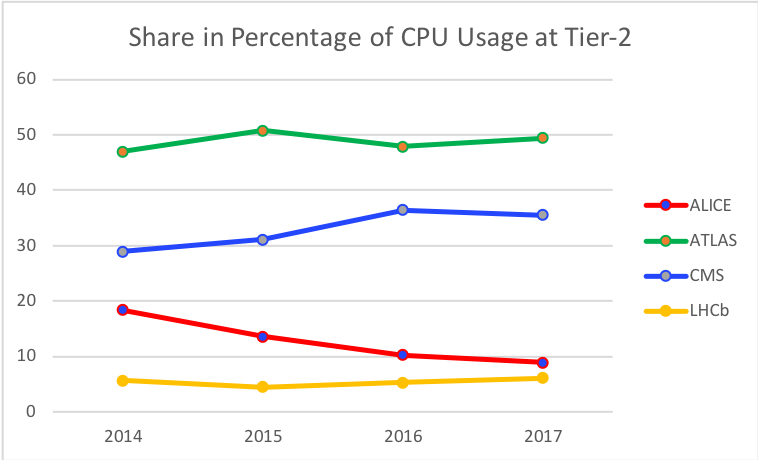 Share in Percentage of CPU Usage at Tier-2
60
50
40
30
20
10
0
2014 2015 2016 2017
ALICE
ATLAS
CMS
LHCb